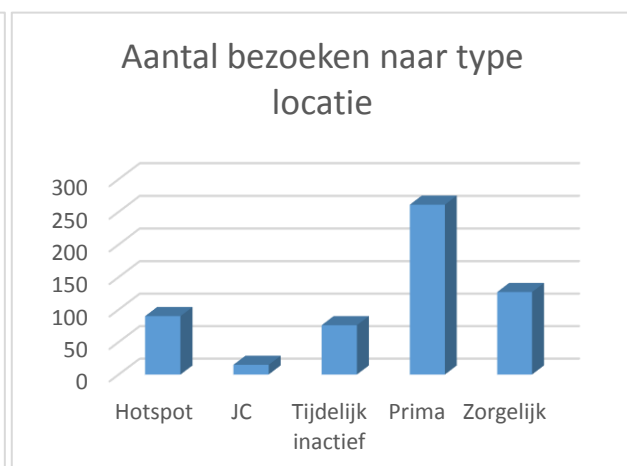 Aantal bezoeken naar type
locatie
300
250
200
150
100
50
0
Hotspot JC Tijdelijk inactief Prima Zorgelijk